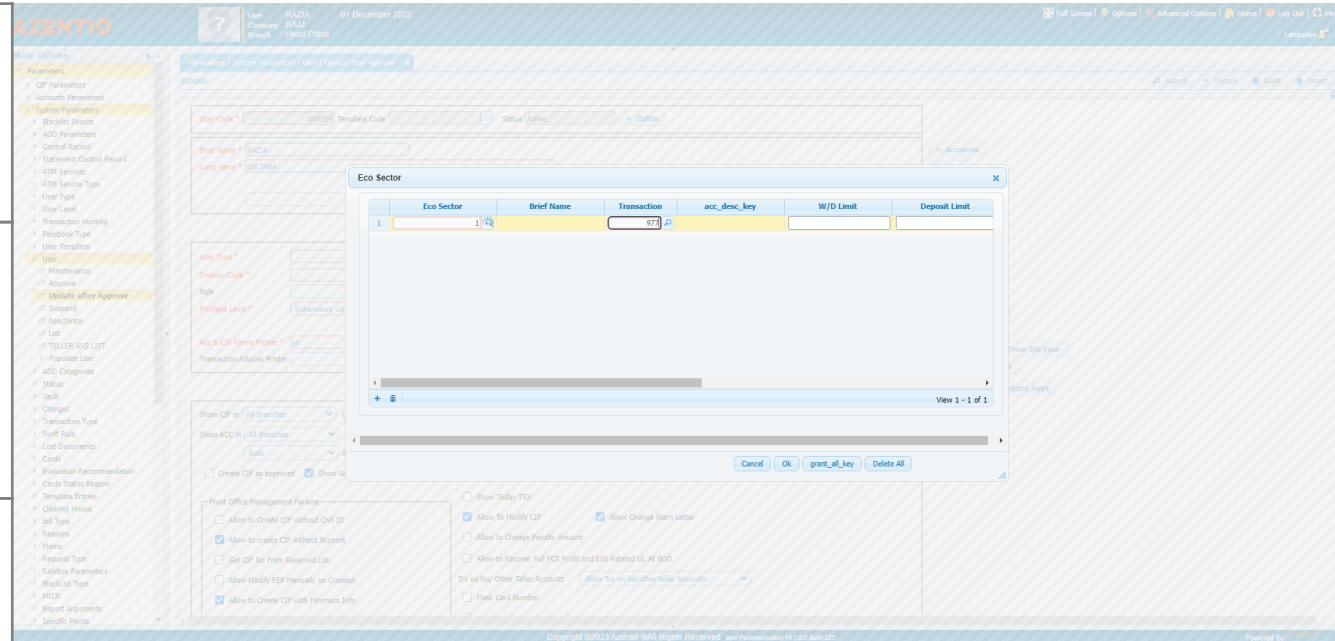 AZENTIO
User RAZIA 01 December 2022
Company BAJJ
Branch Head Office
Full Screen Options Advanced Options Home Log Out
Language
Menu Options
Parameters
CIF Parameters
Accounts Parameters
System Parameters
Blacklist Source
ADD Parameters
Control Record
Statement Control Record
ATM Services
ATM Service Type
User Type
User Level
Transaction Hunting
Passbook Type
User Template
User
Maintenance
Approve
Update after Approve
Suspend
Reactivate
List
TELLER AXS LIST
Populate User
ADD Categories
Status
Vault
Charges
Transaction Type
Swift Rule
Lost Documents
Cards
Evaluation Recommendation
Cards Status Reason
Template Entries
Clearing House
Bill Type
Reasons
Memo
Request Type
Safebox Parameters
BlackList Type
MICR
Report Arguments
Specific Points
Parameters / System Parameters / User / Update after Approve x
Search Record Audit Smart
User Code * Template Code Status Active Status
Brief Name * RAZIA
Long name * SULTANA
Accounts
User Type *
Division Code *
Role
Privilage Level * Supervisory Lvl
Acc & CIF Forms Printer *
Transaction Advices Printer
Eco Sector
Eco Sector Brief Name Transaction acc_desc_key W/D Limit Deposit Limit
1 1 977
View 1 - 1 of 1
Cancel Ok grant_all_key Delete All
From 360 View
Show CIF in All Branches
Show ACC in All Branches
Both
Create CIF as approved Show Al
Front Office Management Parame
Allow to Create CIF without Civil ID
Allow to create CIF without Account
Get CIF No From Reserved List
Allow Modify PEP Manually on Creation
Allow to Create CIF with Minimum Info
Show Today TRX
Allow To Modify CIF Allow Change Warn Letter
Allow to Change Penalty Amount
Allow to Recover Full PCS Profit and Edit Related GL At BOD
Trx on his/ Other Teller Accounts Allow Trx on his/other teller Accounts
Mask Card Number
Copyright ©2023 Azentio ®All Rights Reserved
Powered By